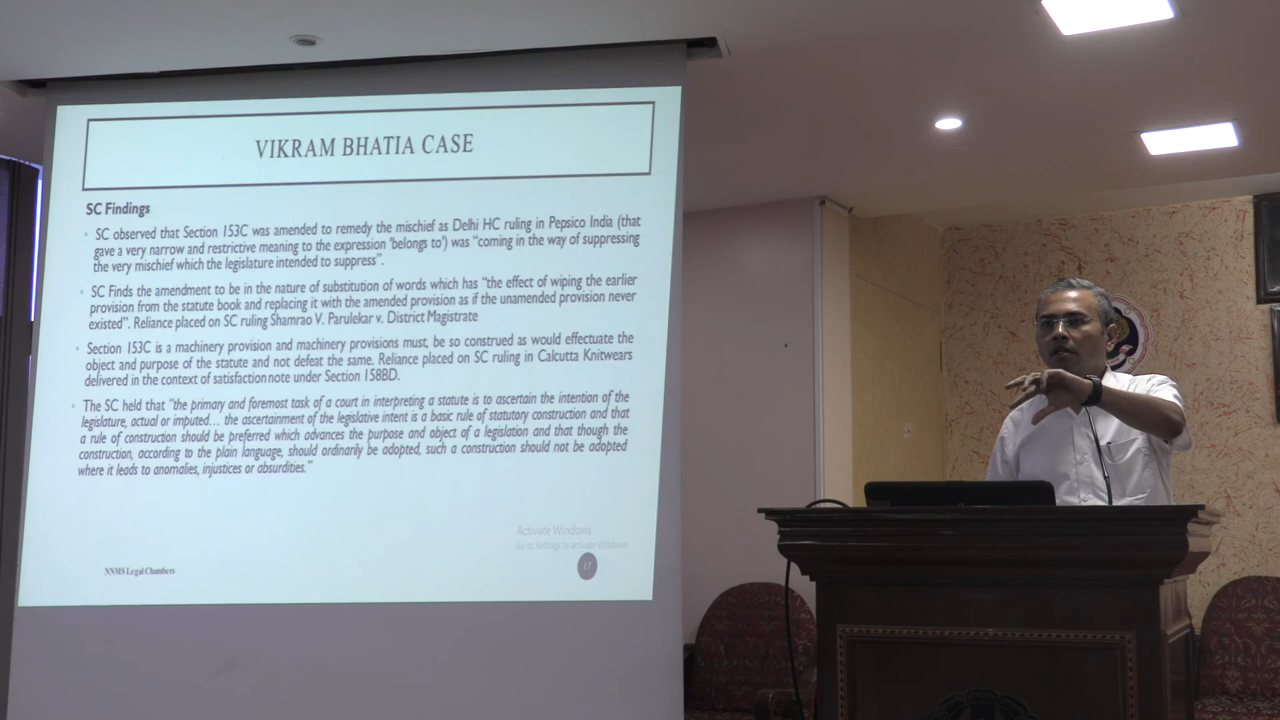 VIKRAM BHATIA CASE
SC Findings
• SC observed that Section 153C was amended to remedy the mischief as Delhi HC ruling in Pepsico India (that
gave a very narrow and restrictive meaning to the expression 'belongs to') was "coming in the way of suppressing
the very mischief which the legislature intended to suppress".
• SC Finds the amendment to be in the nature of substitution of words which has "the effect of wiping the earlier
provision from the statute book and replacing it with the amended provision as if the unamended provision never
existed". Reliance placed on SC ruling Shamrao V. Parulekar v. District Magistrate
• Section 153C is a machinery provision and machinery provisions must, be so construed as would effectuate the
object and purpose of the statute and not defeat the same. Reliance placed on SC ruling in Calcutta Knitwears
delivered in the context of satisfaction note under Section 158BD.
• The SC held that "the primary and foremost task of a court in interpreting a statute is to ascertain the intention of the
legislature, actual or imputed… the ascertainment of the legislative intent is a basic rule of statutory construction and that
a rule of construction should be preferred which advances the purpose and object of a legislation and that though the
construction, according to the plain language, should ordinarily be adopted, such a construction should not be adopted
where it leads to anomalies, injustices or absurdities."
Activate Windows
Go to Settings to activate Windows
NNMS Legal Chambers
17